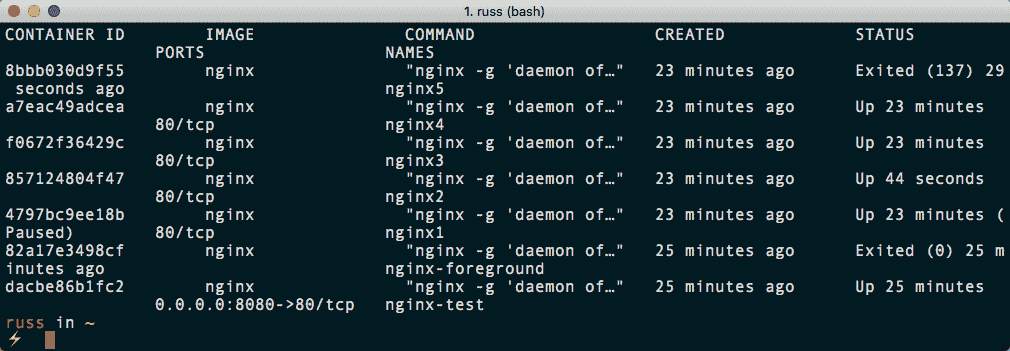 1. russ (bash)
CONTAINER ID IMAGE COMMAND CREATED STATUS
PORTS NAMES
8bbb030d9f55 nginx "nginx -g 'daemon of…" 23 minutes ago Exited (137) 29
seconds ago nginx5
a7eac49adcea nginx "nginx -g 'daemon of…" 23 minutes ago Up 23 minutes
80/tcp nginx4
f0672f36429c nginx "nginx -g 'daemon of…" 23 minutes ago Up 23 minutes
80/tcp nginx3
857124804f47 nginx "nginx -g 'daemon of…" 23 minutes ago Up 44 seconds
80/tcp nginx2
4797bc9ee18b nginx "nginx -g 'daemon of…" 23 minutes ago Up 23 minutes (
Paused) 80/tcp nginx1
82a17e3498cf nginx "nginx -g 'daemon of…" 25 minutes ago Exited (0) 25 m
inutes ago nginx-foreground
dacbe86b1fc2 nginx "nginx -g 'daemon of…" 25 minutes ago Up 25 minutes
0.0.0.0:8080->80/tcp nginx-test
russ in ~
⚡